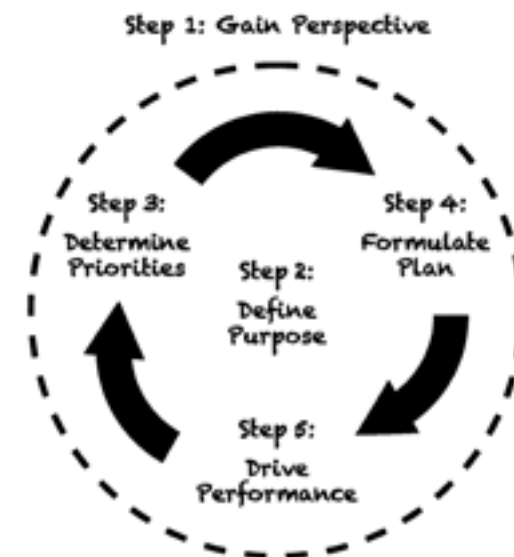 Step 1: Gain Perspective
Step 3:
Determine
Priorities
Step 4:
Formulate
Plan
Step 2:
Define
Purpose
Step 5:
Drive
Performance